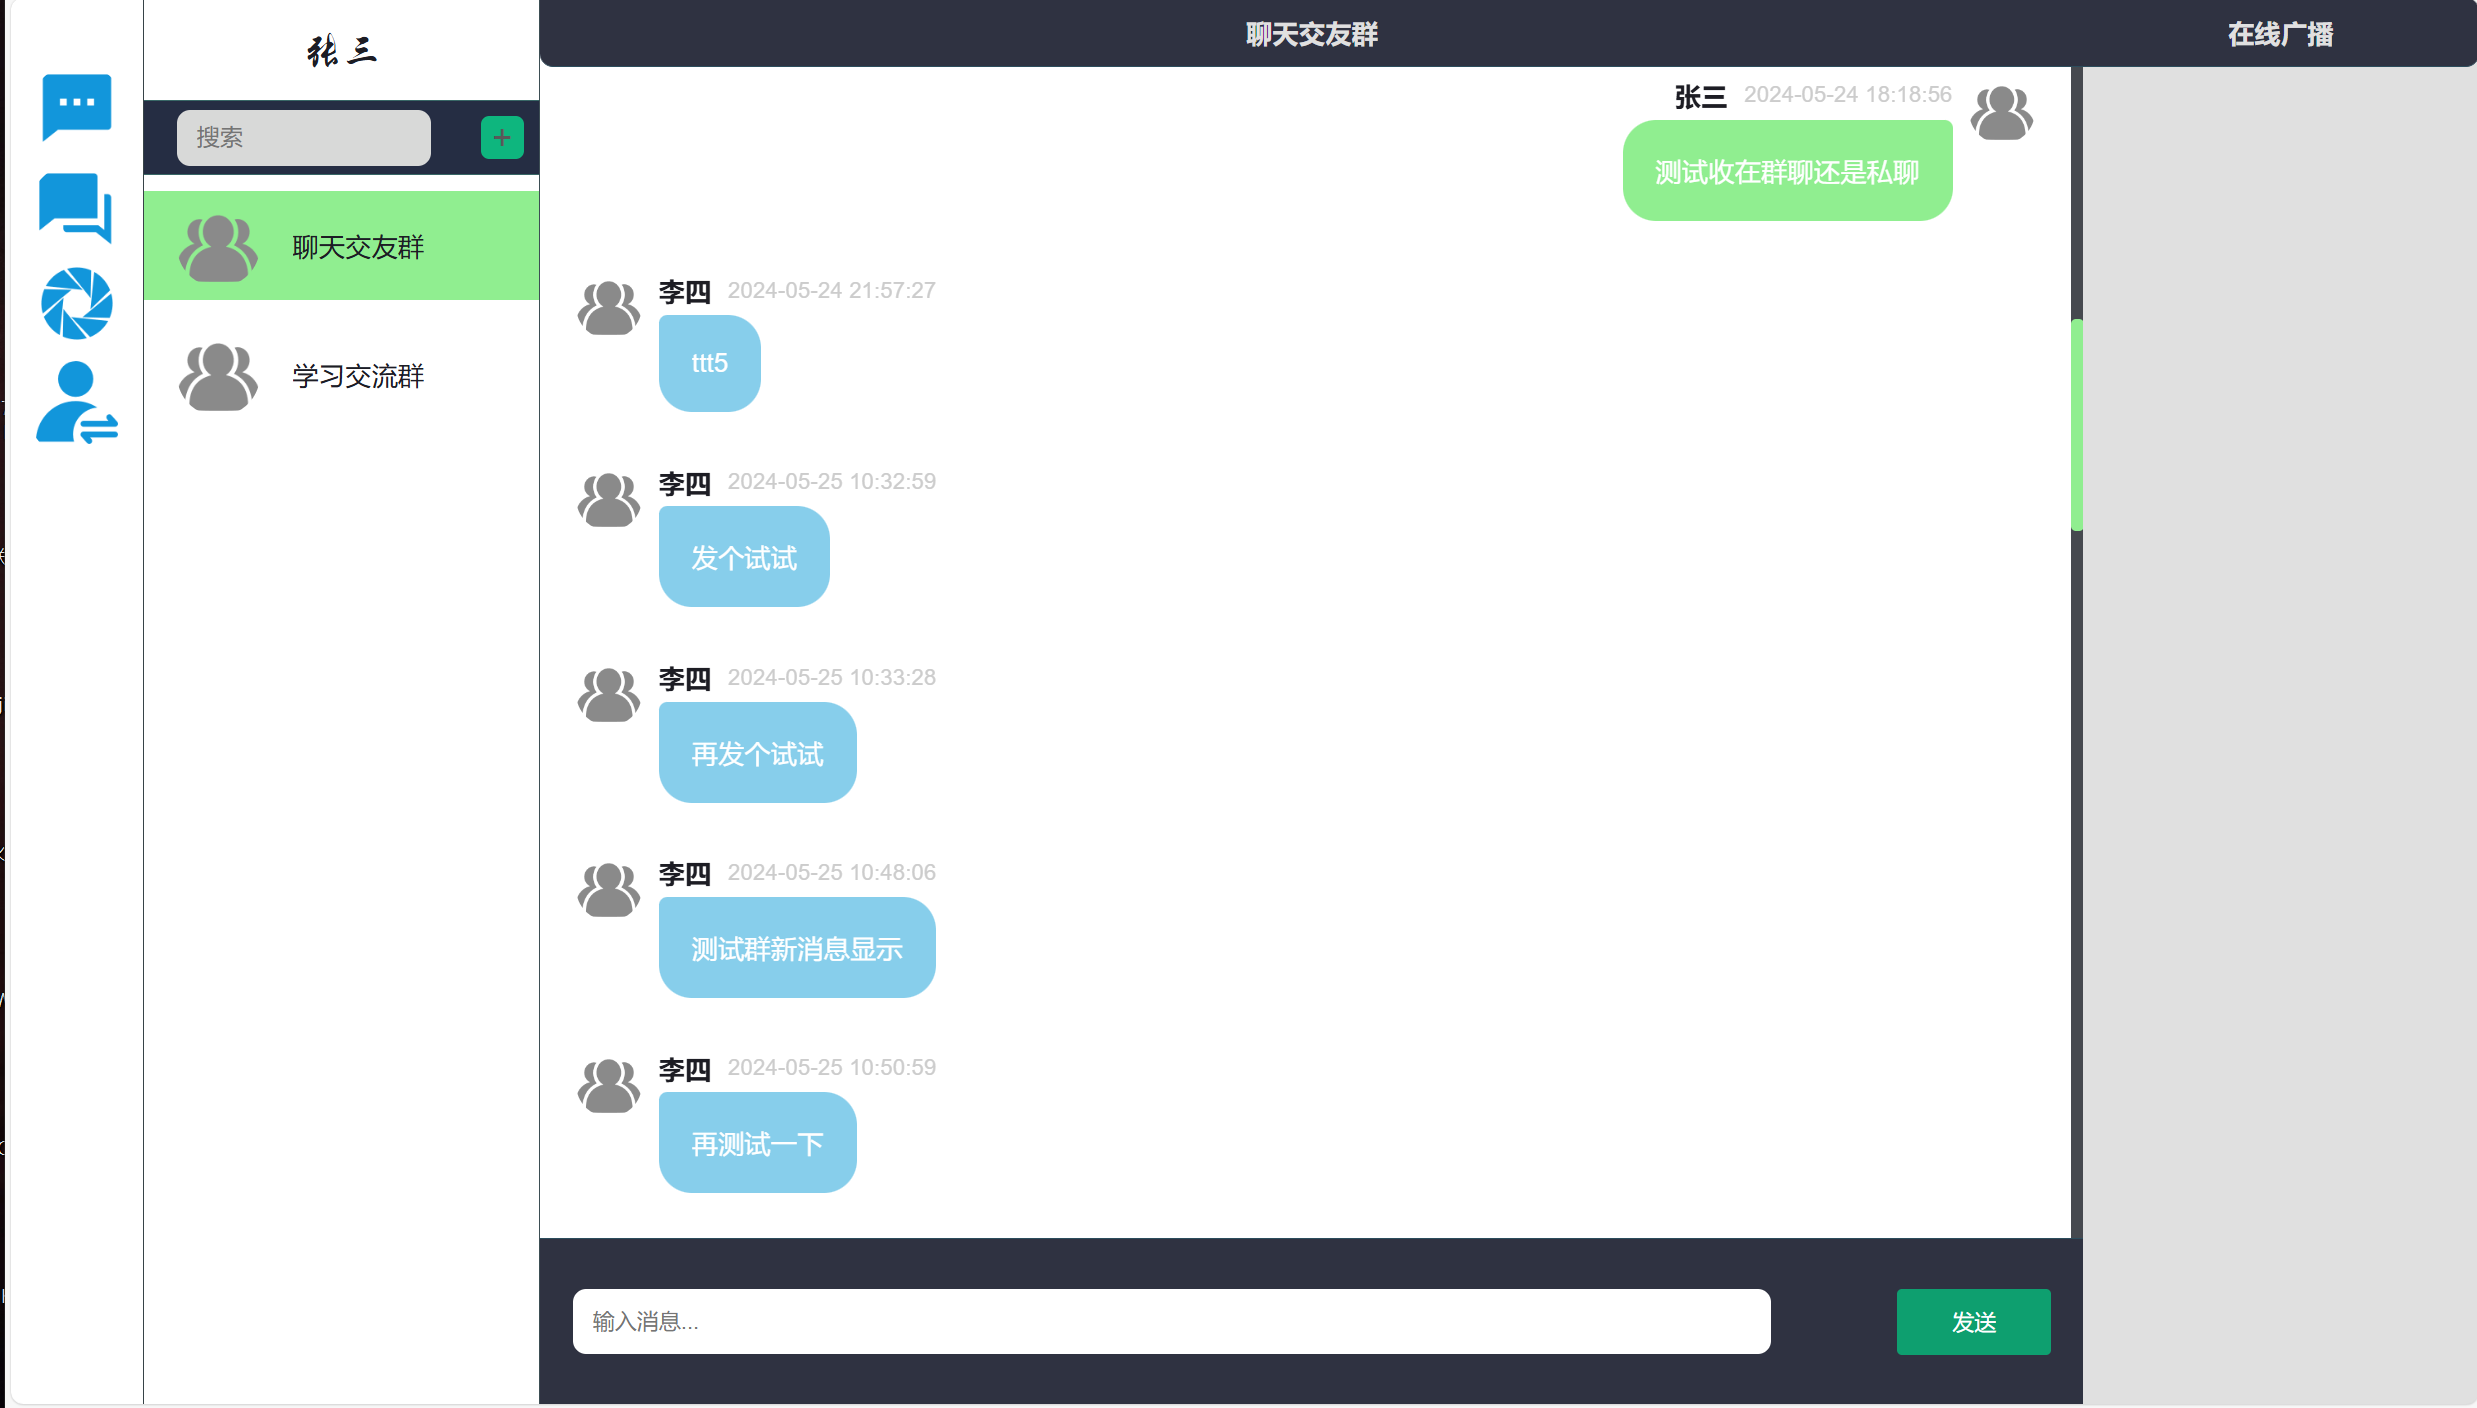 张三
搜索
+
聊天交友群
学习交流群
聊天交友群
在线广播
张三 2024-05-24 18:18:56
测试收在群聊还是私聊
李四 2024-05-24 21:57:27
ttt5
李四 2024-05-25 10:32:59
发个试试
李四 2024-05-25 10:33:28
再发个试试
李四 2024-05-25 10:48:06
测试群新消息显示
李四 2024-05-25 10:50:59
再测试一下
输入消息...
发送